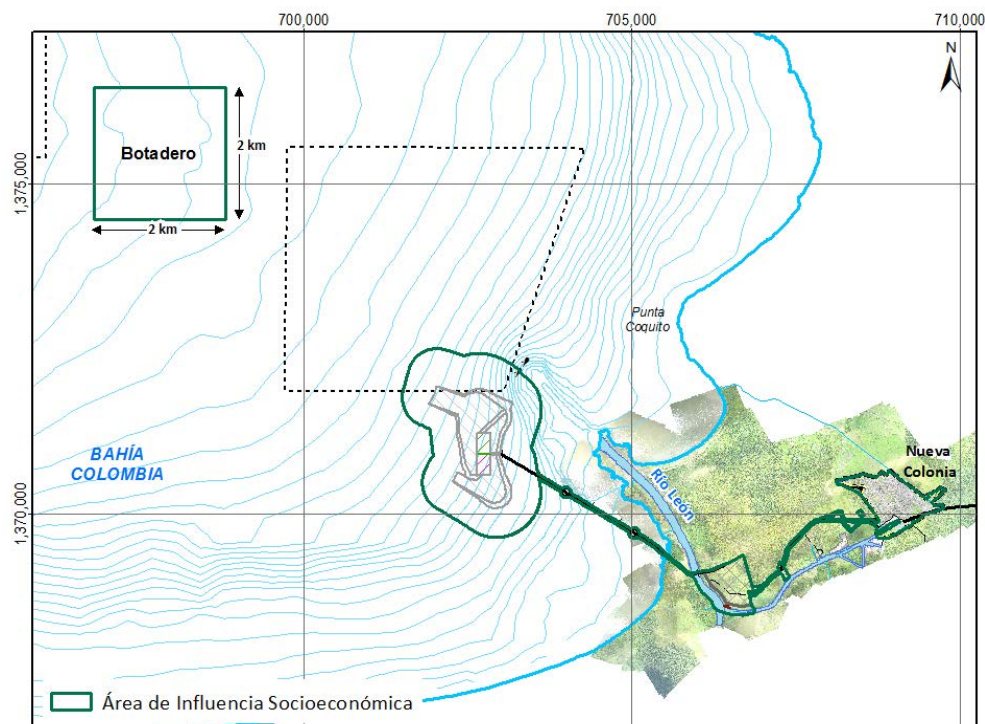 700,000
705,000
710,000
N
Botadero
2 km
2 km
1,375,000
Punta
Coquito
BAHÍA
COLOMBIA
Nueva
Colonia
Río León
1,370,000
Área de Influencia Socioeconómica